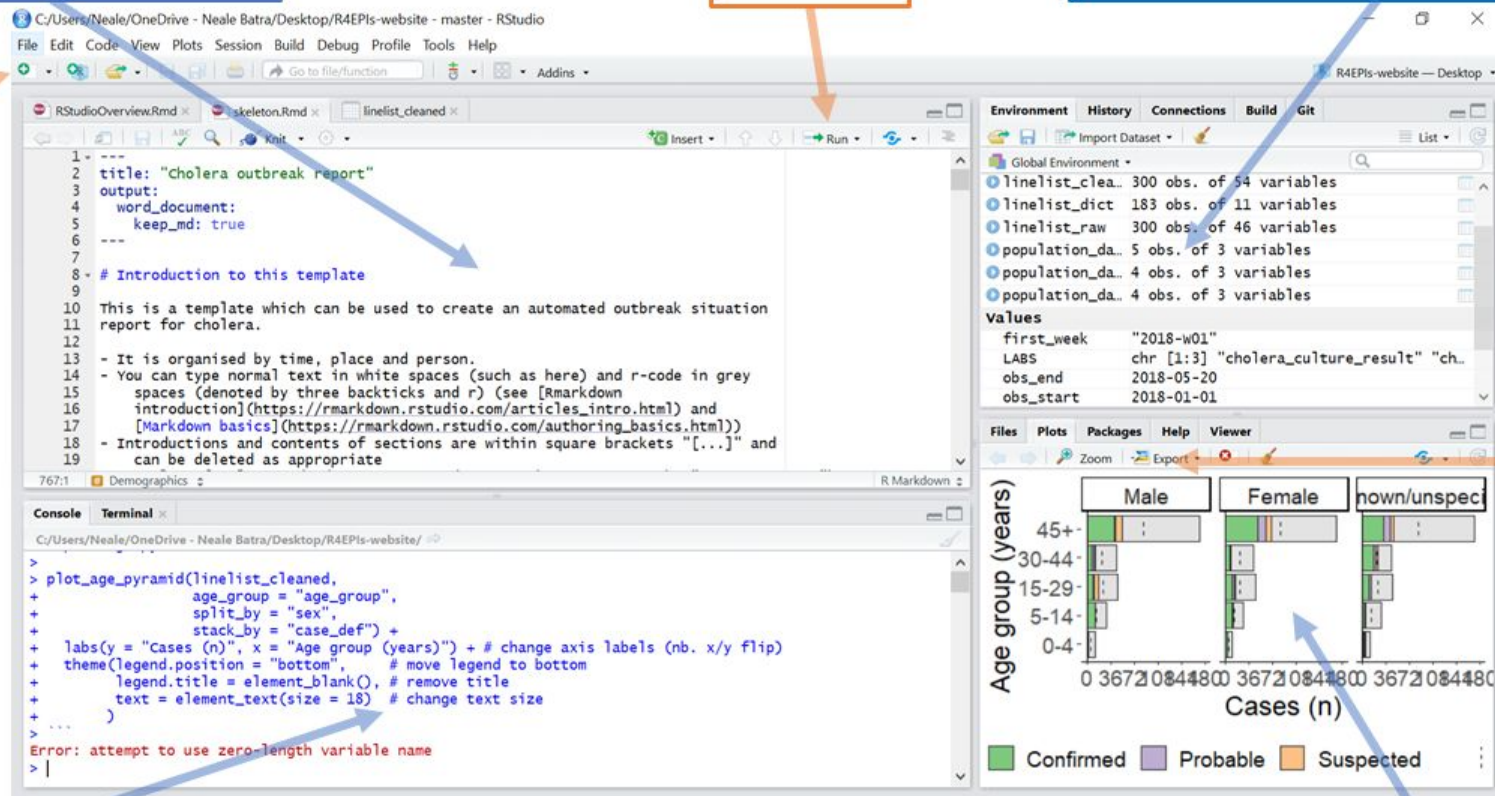 C:/Users/Neale/OneDrive - Neale Batra/Desktop/R4EPIs-website - master - RStudio
File Edit Code View Plots Session Build Debug Profile Tools Help
Go to file/function Addins R4EPIs-website — Desktop
RStudioOverview.Rmd skeleton.Rmd linelist_cleaned
ABC Knit Insert Run
1 ---
2 title: "Cholera outbreak report"
3 output:
4 word_document:
5 keep_md: true
6 ---
7
8 # Introduction to this template
9
10 This is a template which can be used to create an automated outbreak situation
11 report for cholera.
12
13 - It is organised by time, place and person.
14 - You can type normal text in white spaces (such as here) and r-code in grey
15 spaces (denoted by three backticks and r) (see [Rmarkdown
16 introduction](https://rmarkdown.rstudio.com/articles_intro.html) and
17 [Markdown basics](https://rmarkdown.rstudio.com/authoring_basics.html))
18 - Introductions and contents of sections are within square brackets "[...]" and
19 can be deleted as appropriate
767:1 Demographics R Markdown
Console Terminal
C:/Users/Neale/OneDrive - Neale Batra/Desktop/R4EPIs-website/
>
> plot_age_pyramid(linelist_cleaned,
+ age_group = "age_group",
+ split_by = "sex",
+ stack_by = "case_def") +
+ labs(y = "Cases (n)", x = "Age group (years)") + # change axis labels (nb. x/y flip)
+ theme(legend.position = "bottom", # move legend to bottom
+ legend.title = element_blank(), # remove title
+ text = element_text(size = 18) # change text size
+ )
> ```
Error: attempt to use zero-length variable name
>
Environment History Connections Build Git
Import Dataset List
Global Environment
linelist_clea… 300 obs. of 54 variables
linelist_dict 183 obs. of 11 variables
linelist_raw 300 obs. of 46 variables
population_da… 5 obs. of 3 variables
population_da… 4 obs. of 3 variables
population_da… 4 obs. of 3 variables
Values
first_week "2018-W01"
LABS chr [1:3] "cholera_culture_result" "ch…
obs_end 2018-05-20
obs_start 2018-01-01
Files Plots Packages Help Viewer
Zoom Export
Male Female nown/unspeci
Age group (years)
45+
30-44
15-29
5-14
0-4
Cases (n)
Confirmed Probable Suspected